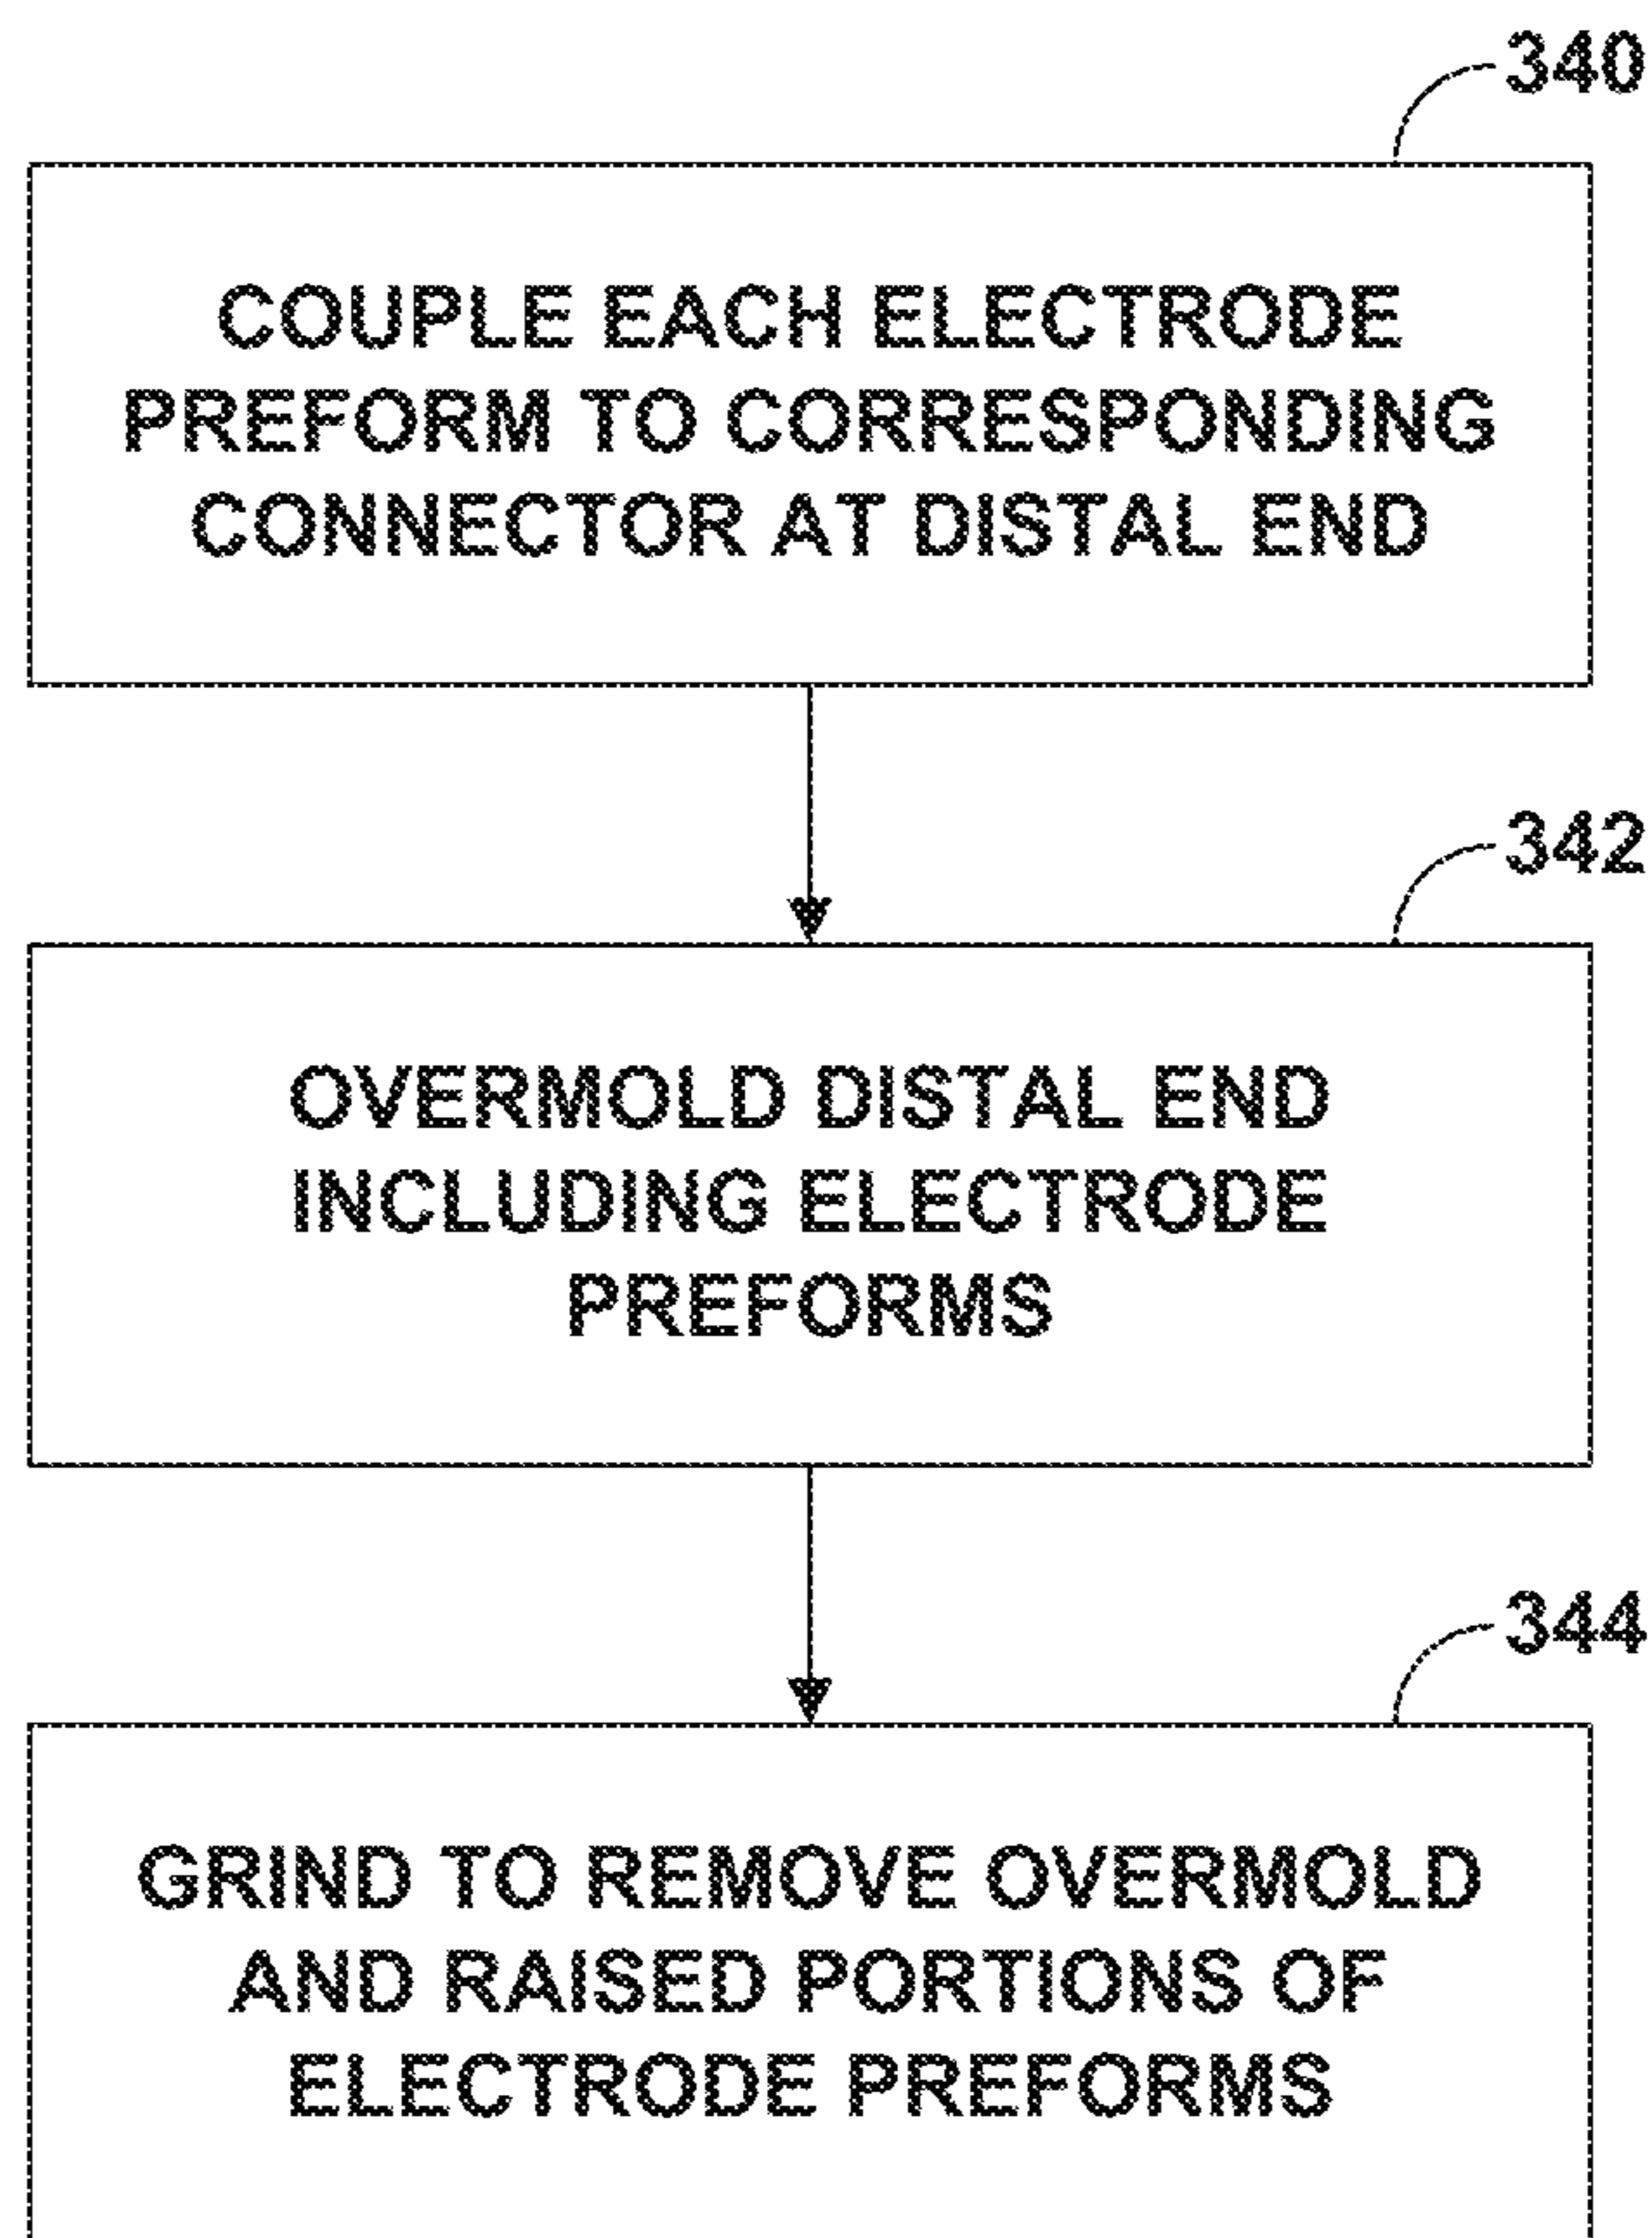 340
COUPLE EACH ELECTRODE
PREFORM TO CORRESPONDING
CONNECTOR AT DISTAL END
342
OVERMOLD DISTAL END
INCLUDING ELECTRODE
PREFORMS
344
GRIND TO REMOVE OVERMOLD
AND RAISED PORTIONS OF
ELECTRODE PREFORMS